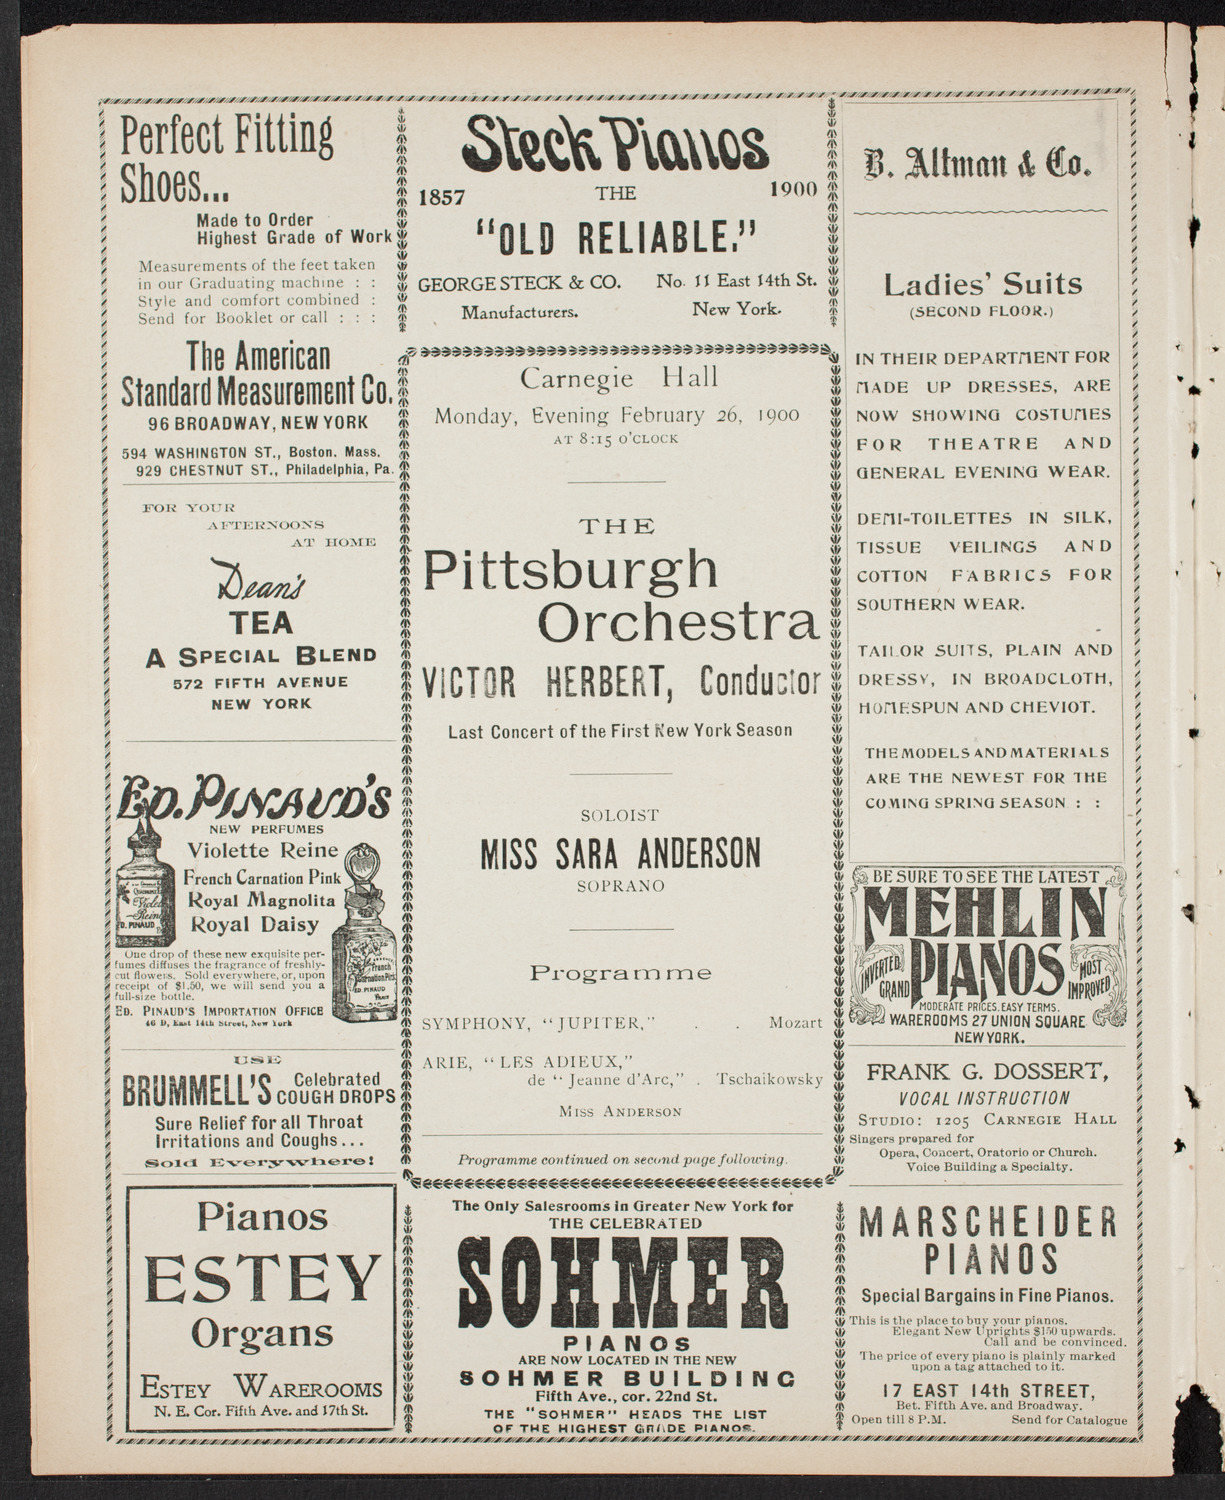 Perfect Fitting
Shoes...
Made to Order
Highest Grade of Work
Measurements of the feet taken
in our Graduating machine : :
Style and comfort combined :
Send for Booklet or call : : :
The American
Standard Measurement Co.
96 BROADWAY, NEW YORK
594 WASHINGTON ST., Boston. Mass.
929 CHESTNUT ST., Philadelphia, Pa.
FOR YOUR
AFTERNOONS
AT HOME
Dean's
TEA
A SPECIAL BLEND
572 FIFTH AVENUE
NEW YORK
ED. PINAUD'S
NEW PERFUMES
Violette Reine
French Carnation Pink
Royal Magnolita
Royal Daisy
One drop of these new exquisite per-
fumes diffuses the fragrance of freshly-
cut flowers. Sold everywhere, or, upon
receipt of $1.50, we will send you a
full-size bottle.
ED. PINAUD'S IMPORTATION OFFICE
46 D, East 14th Street, New York
USE
BRUMMELL'S Celebrated
COUGH DROPS
Sure Relief for all Throat
Irritations and Coughs...
Sold Everywhere!
Pianos
ESTEY
Organs
ESTEY WAREROOMS
N. E. Cor. Fifth Ave. and 17th St.
Steck Pianos
1857 THE 1900
"OLD RELIABLE."
GEORGE STECK & CO. No. 11 East 14th St.
Manufacturers. New York.
Carnegie Hall
Monday, Evening February 26, 1900
AT 8:15 O'CLOCK
THE
Pittsburgh
Orchestra
VICTOR HERBERT, Conductor
Last Concert of the First New York Season
SOLOIST
MISS SARA ANDERSON
SOPRANO
Programme
SYMPHONY, "JUPITER," . . Mozart
ARIE, "LES ADIEUX,"
de "Jeanne d'Arc," . Tschaikowsky
MISS ANDERSON
Programme continued on second page following.
The Only Salesrooms in Greater New York for
THE CELEBRATED
SOHMER
PIANOS
ARE NOW LOCATED IN THE NEW
SOHMER BUILDING
Fifth Ave., cor. 22nd St.
THE "SOHMER" HEADS THE LIST
OF THE HIGHEST GRADE PIANOS.
B. Altman & Co.
Ladies' Suits
(SECOND FLOOR.)
IN THEIR DEPARTMENT FOR
MADE UP DRESSES, ARE
NOW SHOWING COSTUMES
FOR THEATRE AND
GENERAL EVENING WEAR.
DEMI-TOILETTES IN SILK,
TISSUE VEILINGS AND
COTTON FABRICS FOR
SOUTHERN WEAR.
TAILOR SUITS, PLAIN AND
DRESSY, IN BROADCLOTH,
HOMESPUN AND CHEVIOT.
THE MODELS AND MATERIALS
ARE THE NEWEST FOR THE
COMING SPRING SEASON : :
BE SURE TO SEE THE LATEST
MEHLIN
INVERTED GRAND PIANOS MOST IMPROVED
MODERATE PRICES. EASY TERMS.
WAREROOMS 27 UNION SQUARE
NEW YORK.
FRANK G. DOSSERT,
VOCAL INSTRUCTION
STUDIO: 1205 CARNEGIE HALL
Singers prepared for
Opera, Concert, Oratorio or Church.
Voice Building a Specialty.
MARSCHEIDER
PIANOS
Special Bargains in Fine Pianos.
This is the place to buy your pianos.
Elegant New Uprights $150 upwards.
Call and be convinced.
The price of every piano is plainly marked
upon a tag attached to it.
17 EAST 14th STREET,
Bet. Fifth Ave. and Broadway.
Open till 8 P.M. Send for Catalogue